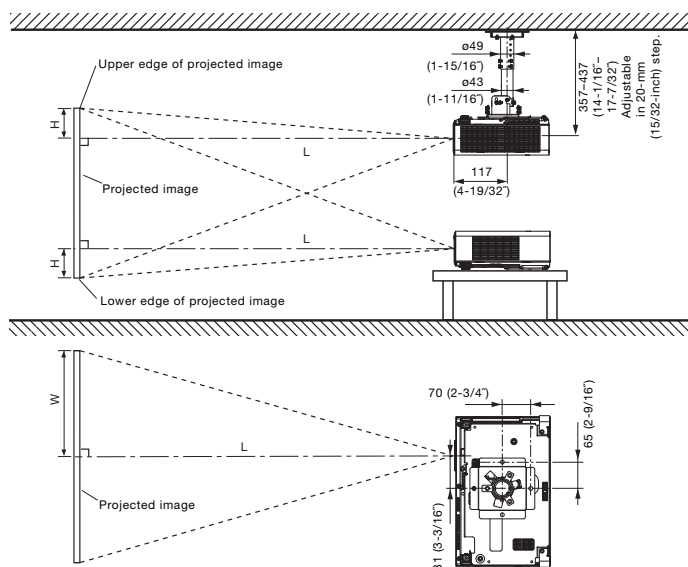 ø49
(1-15/16˝)
ø43
(1-11/16˝)
357–437
(14-1/16˝–
17-7/32˝)
Adjustable
in 20-mm
(15/32-inch) step.
Upper edge of projected image
H
L
117
(4-19/32˝)
Projected image
L
H
Lower edge of projected image
70 (2-3/4˝)
65 (2-9/16˝)
W
L
Projected image
(3-3/16˝)